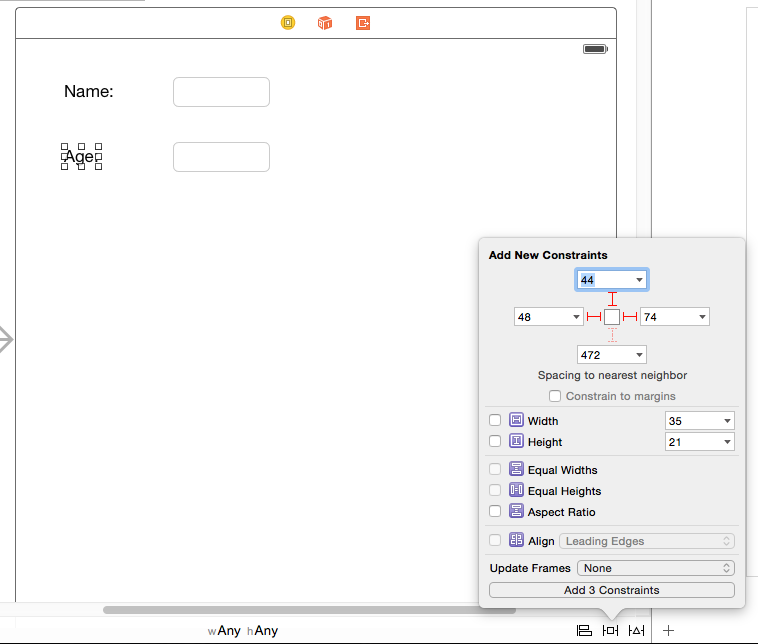 Name:
Age:
Add New Constraints
44
48
74
472
Spacing to nearest neighbor
Constrain to margins
Width 35
Height 21
Equal Widths
Equal Heights
Aspect Ratio
Align Leading Edges
Update Frames None
Add 3 Constraints
wAny hAny